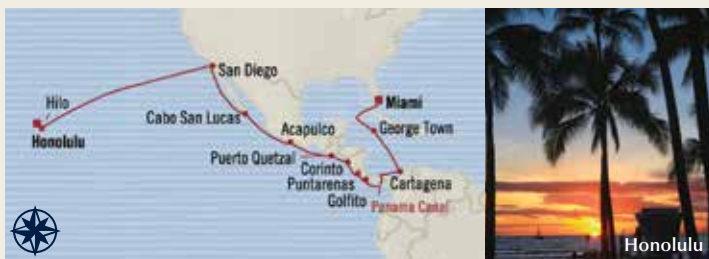 San Diego
Hilo
Honolulu
Cabo San Lucas
Acapulco
Miami
George Town
Puerto Quetzal
Corinto
Puntarenas
Golfito
Cartagena
Panama Canal
Honolulu